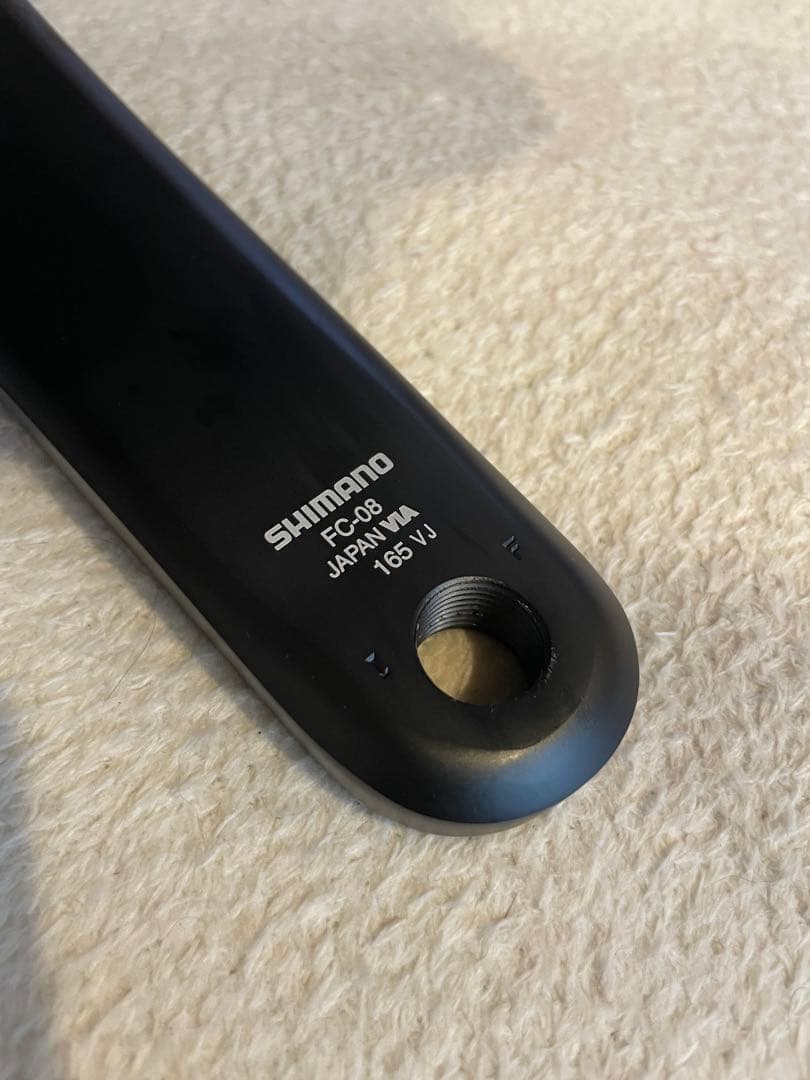 SHIMANO
FC-08
JAPAN VIA
165 VJ